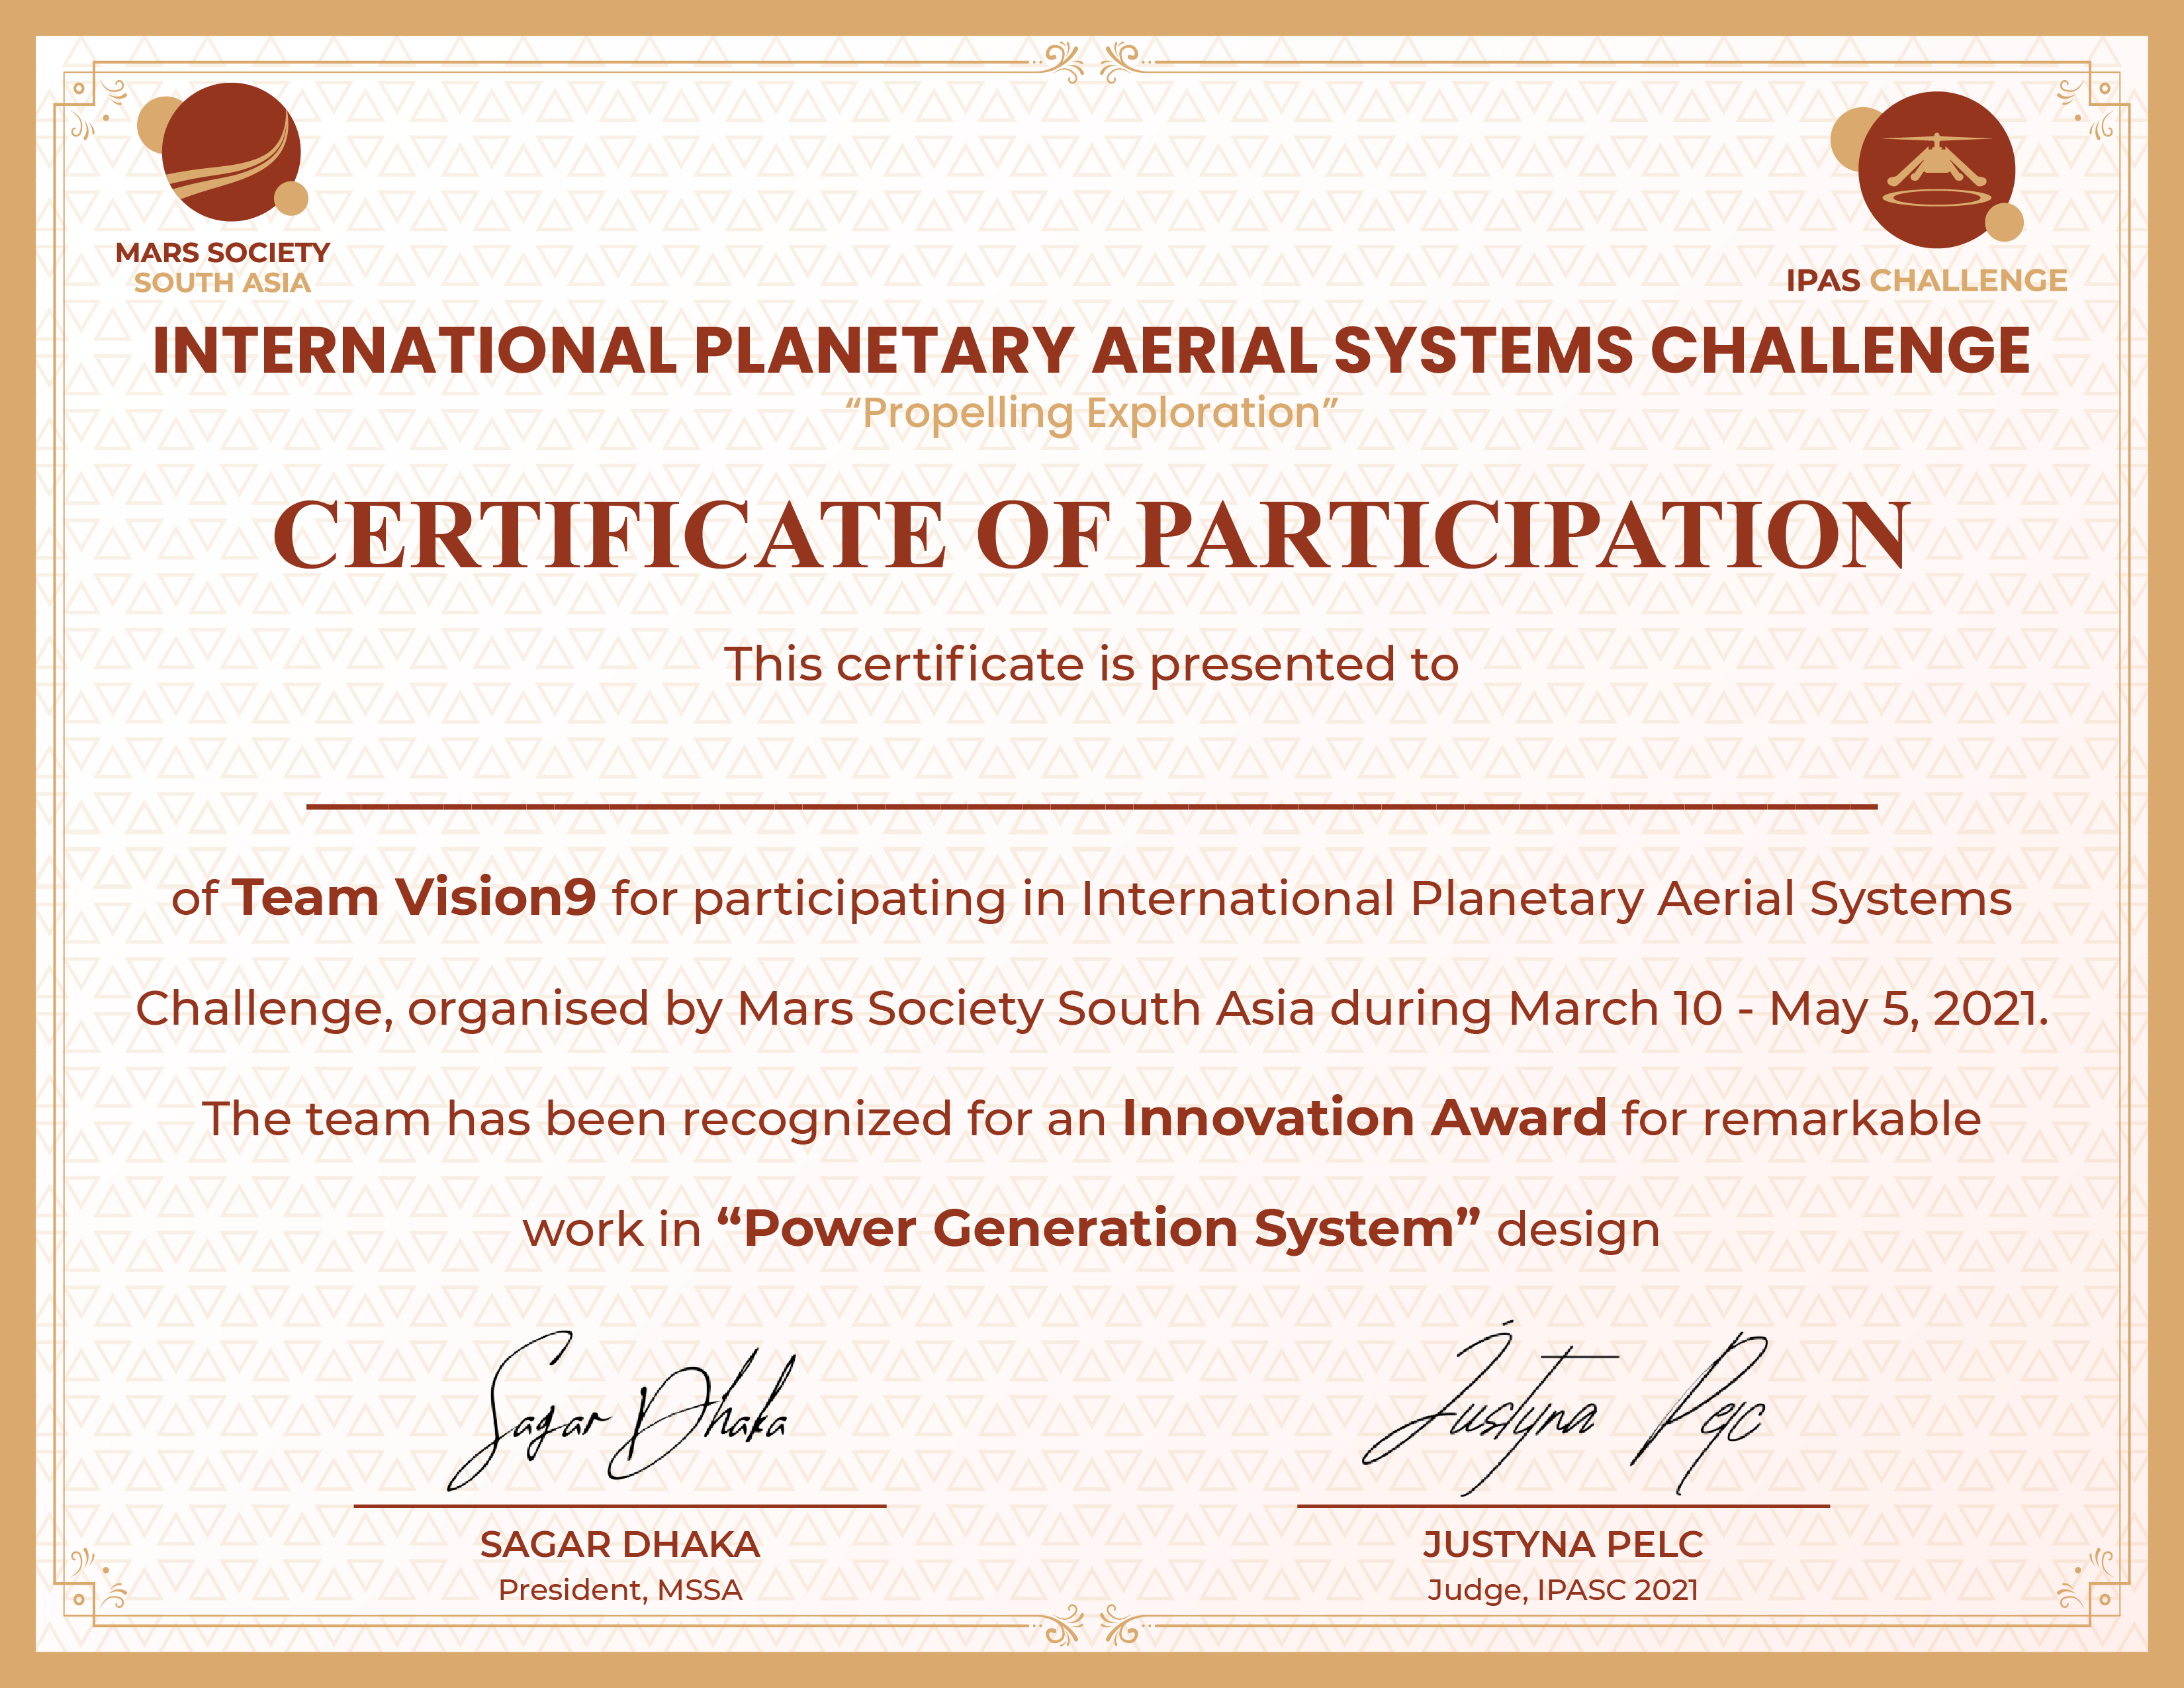 MARS SOCIETY
SOUTH ASIA
IPAS CHALLENGE
INTERNATIONAL PLANETARY AERIAL SYSTEMS CHALLENGE
“Propelling Exploration”
CERTIFICATE OF PARTICIPATION
This certificate is presented to
of Team Vision9 for participating in International Planetary Aerial Systems
Challenge, organised by Mars Society South Asia during March 10 - May 5, 2021.
The team has been recognized for an Innovation Award for remarkable
work in “Power Generation System” design
Sagar Dhaka
Justyna Pelc
SAGAR DHAKA
President, MSSA
JUSTYNA PELC
Judge, IPASC 2021